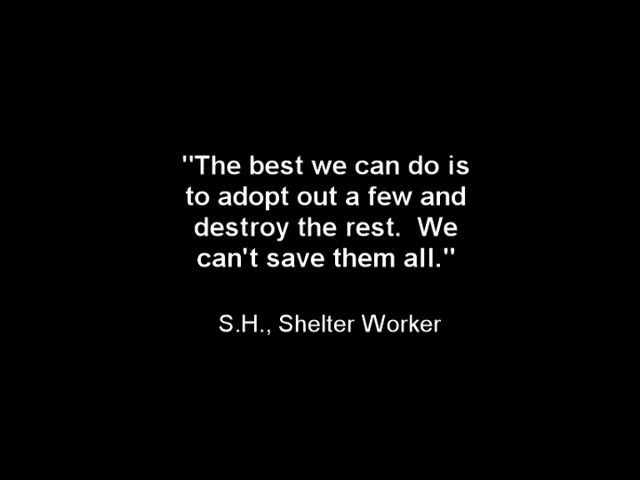 "The best we can do is
to adopt out a few and
destroy the rest.  We
can't save them all."
S.H., Shelter Worker